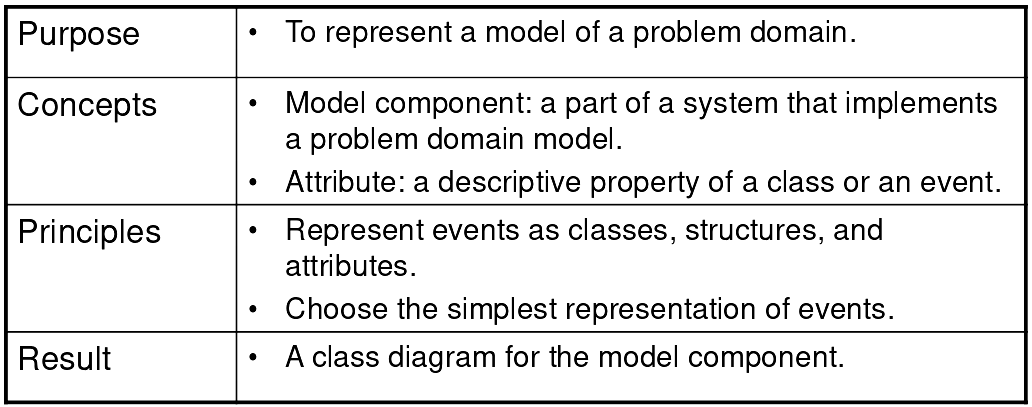 Purpose
• To represent a model of a problem domain.
Concepts
• Model component: a part of a system that implements
a problem domain model.
• Attribute: a descriptive property of a class or an event.
Principles
• Represent events as classes, structures, and
attributes.
• Choose the simplest representation of events.
Result
• A class diagram for the model component.